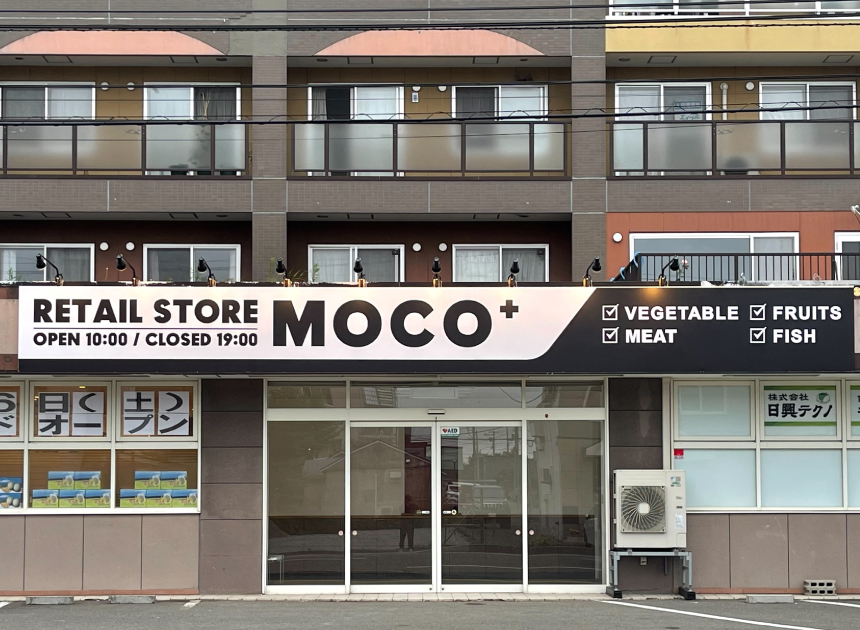 RETAIL STORE
OPEN 10:00 / CLOSED 19:00
MOCO+
VEGETABLE
FRUITS
MEAT
FISH
日(土)
オープン
AED
株式会社
日興テクノ